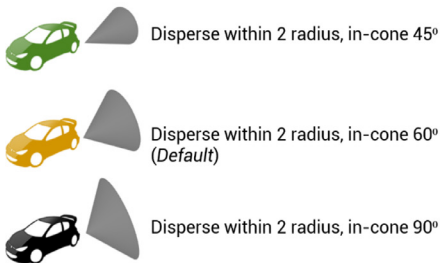 Disperse within 2 radius, in-cone 45º
Disperse within 2 radius, in-cone 60º
(Default)
Disperse within 2 radius, in-cone 90º